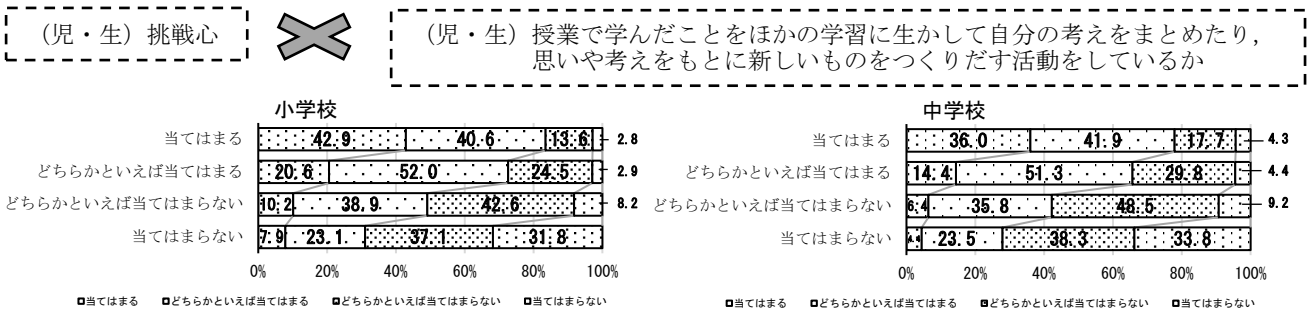 （児・生）挑戦心
（児・生）授業で学んだことをほかの学習に生かして自分の考えをまとめたり，
思いや考えをもとに新しいものをつくりだす活動をしているか
小学校
当てはまる 42.9 40.6 13.6 2.8
どちらかといえば当てはまる 20.6 52.0 24.5 2.9
どちらかといえば当てはまらない 10.2 38.9 42.6 8.2
当てはまらない 7.9 23.1 37.1 31.8
0% 20% 40% 60% 80% 100%
□当てはまる □どちらかといえば当てはまる □どちらかといえば当てはまらない □当てはまらない
中学校
当てはまる 36.0 41.9 17.7 4.3
どちらかといえば当てはまる 14.4 51.3 29.8 4.4
どちらかといえば当てはまらない 6.4 35.8 48.5 9.2
当てはまらない 23.5 38.3 33.8
0% 20% 40% 60% 80% 100%
□当てはまる □どちらかといえば当てはまる □どちらかといえば当てはまらない □当てはまらない